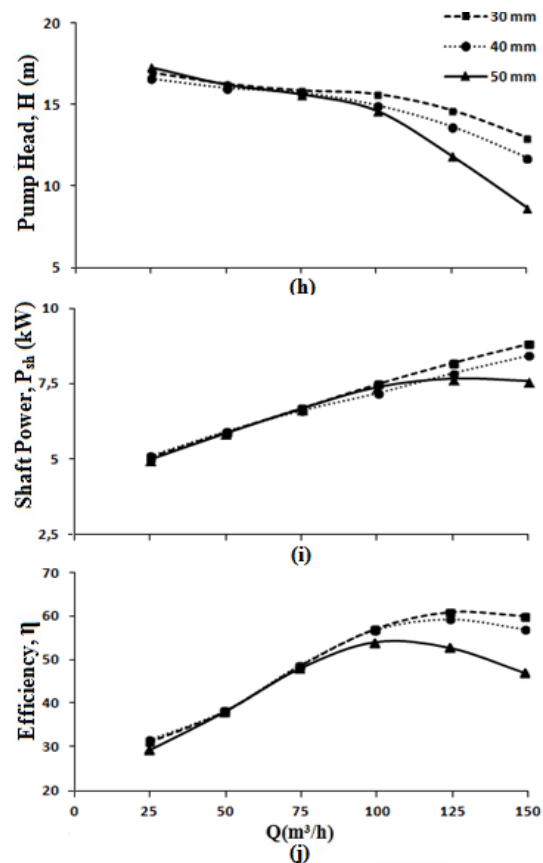 30 mm
40 mm
50 mm
Pump Head, H (m)
20
15
10
5
(h)
Shaft Power, Psh (kW)
10
7,5
5
2,5
(i)
Efficiency, η
70
60
50
40
30
20
0 25 50 75 100 125 150
Q(m³/h)
(j)